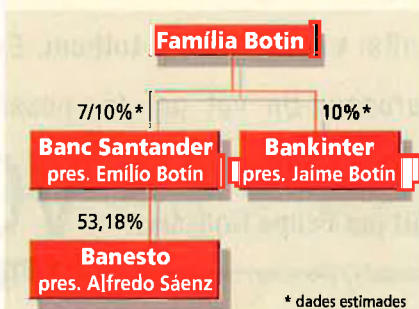 Família Botin
7/10%*
10%*
Banc Santander
pres. Emílio Botín
Bankinter
pres. Jaime Botín
53,18%
Banesto
pres. Alfredo Sáenz
* dades estimades